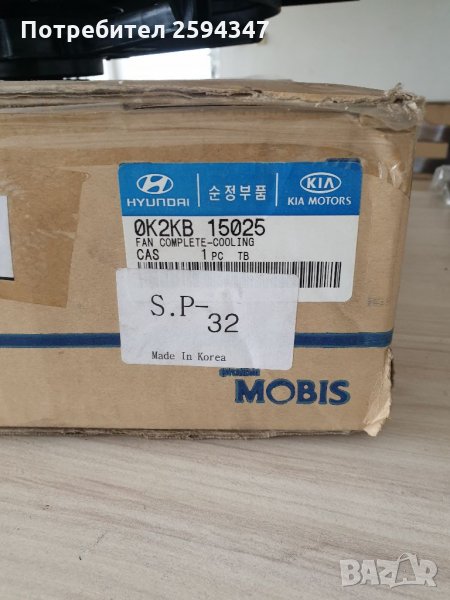 Потребител 2594347
HYUNDAI 순정부품 KIA
KIA MOTORS
0K2KB 15025
FAN COMPLETE-COOLING
CAS 1 PC TB
S.P-32
Made In Korea
MOBIS
bazar